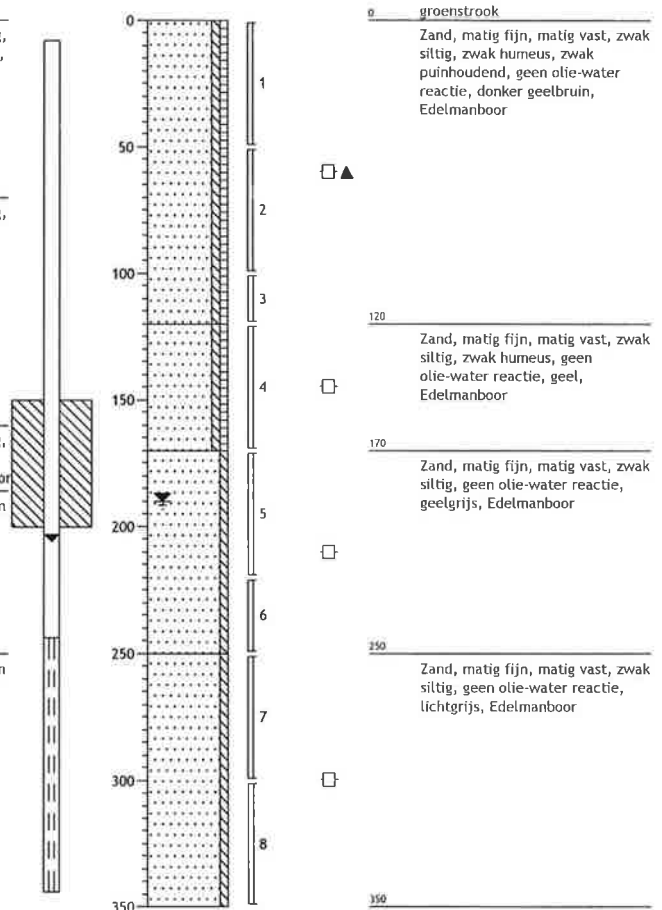 0
50
100
150
200
250
300
350
1
2
3
4
5
6
7
8
0
groenstrook
Zand, matig fijn, matig vast, zwak
siltig, zwak humeus, zwak
puinhoudend, geen olie-water
reactie, donker geelbruin,
Edelmanboor
120
Zand, matig fijn, matig vast, zwak
siltig, zwak humeus, geen
olie-water reactie, geel,
Edelmanboor
170
Zand, matig fijn, matig vast, zwak
siltig, geen olie-water reactie,
geelgrijs, Edelmanboor
250
Zand, matig fijn, matig vast, zwak
siltig, geen olie-water reactie,
lichtgrijs, Edelmanboor
350